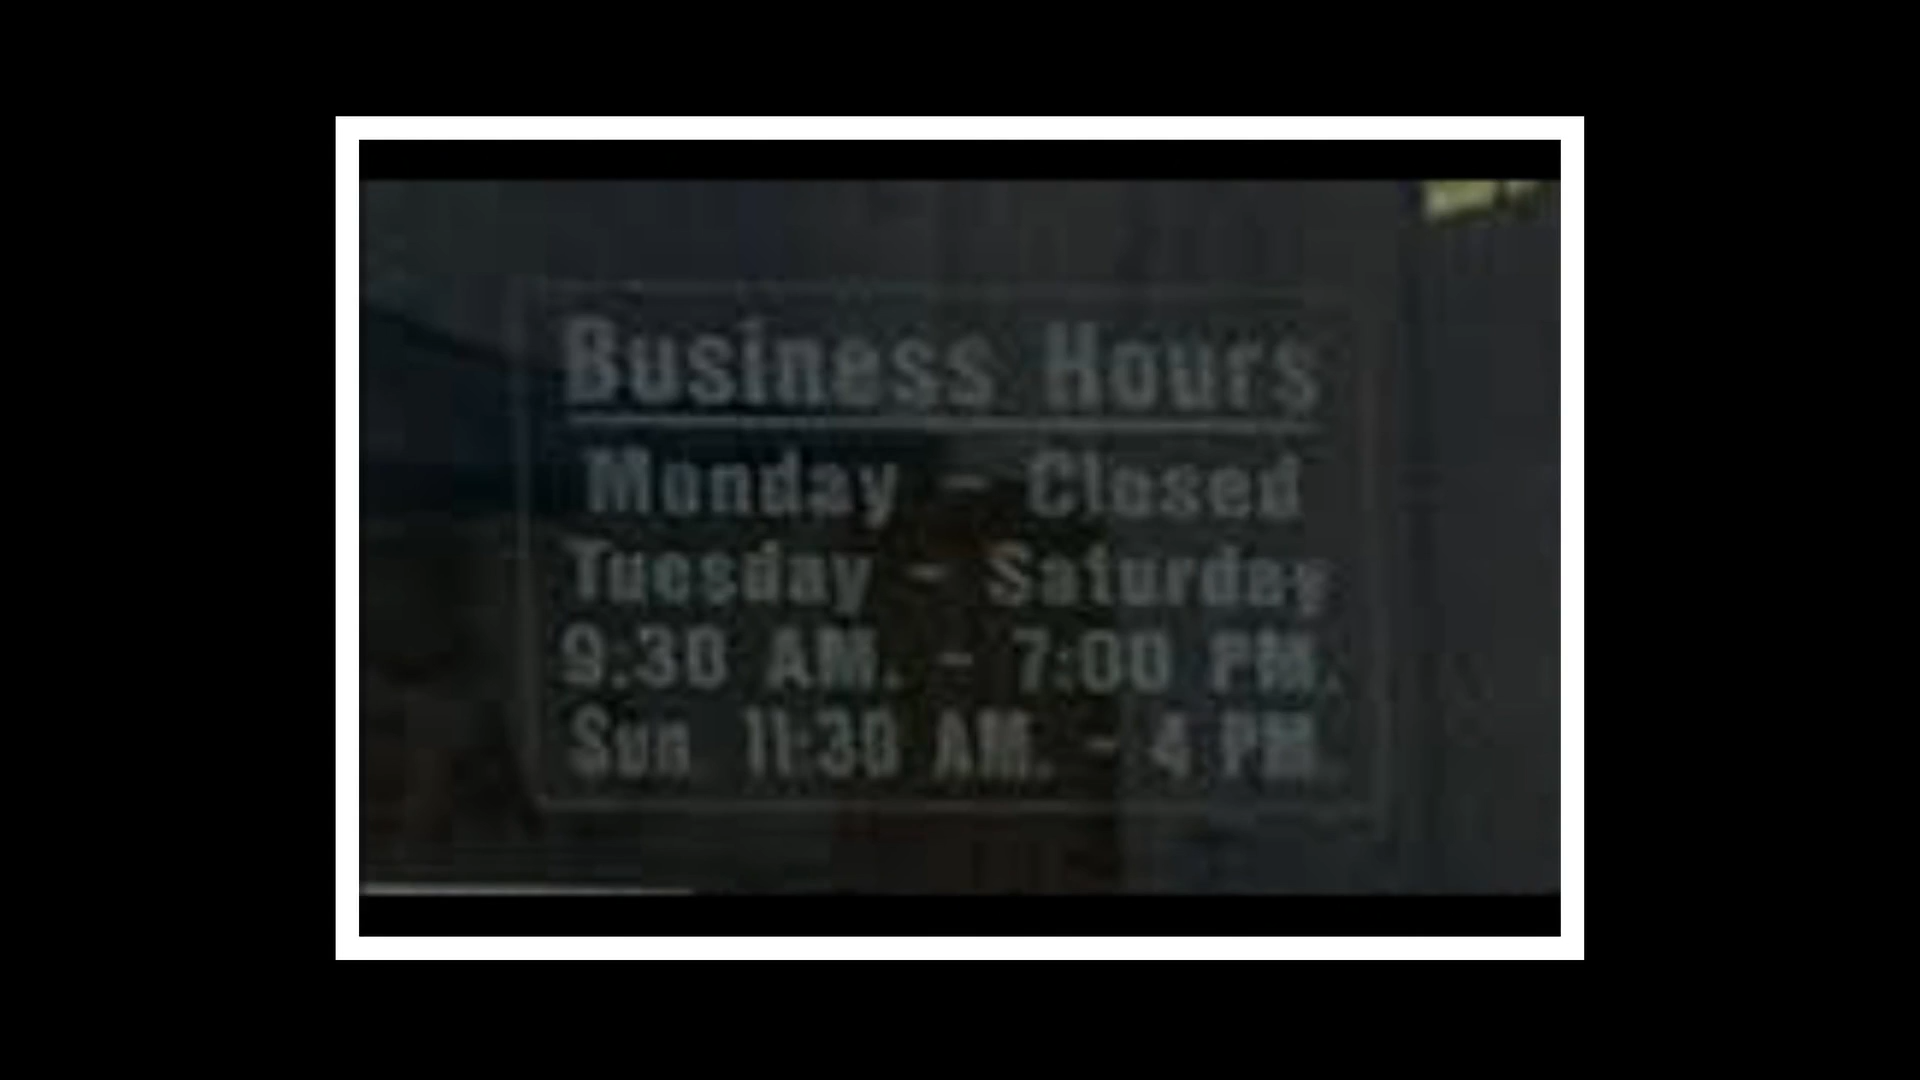 Business Hours
Monday - Closed
Tuesday - Saturday
9:30 AM. - 7:00 PM.
Sun 11:30 AM. - 4 PM.